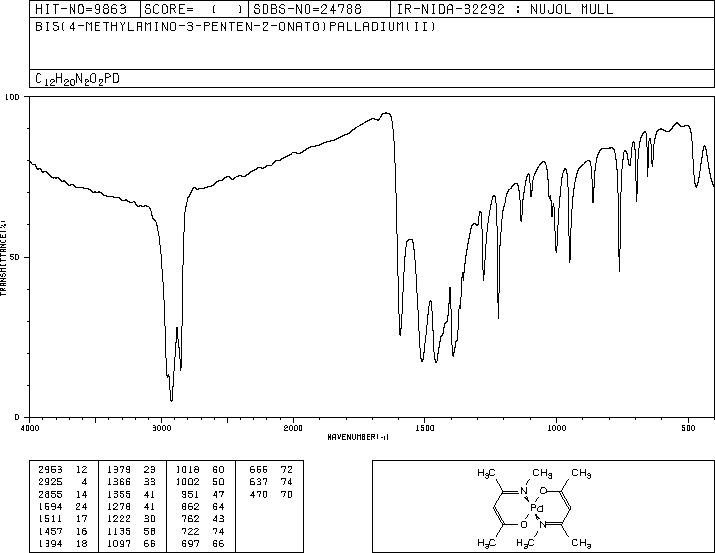 HIT-NO=9863 SCORE= ( ) SDBS-NO=24788 IR-NIDA-32292 : NUJOL MULL
BIS(4-METHYLAMINO-3-PENTEN-2-ONATO)PALLADIUM(II)
C12H20N2O2PD
100
50
0
TRANSMITTANCE(%)
4000 3000 2000 1500 1000 500
WAVENUMBER(-1)
2963 12 1379 29 1018 60 666 72
2925 4 1366 33 1002 50 637 74
2855 14 1355 41 951 47 470 70
1594 24 1278 41 862 64
1511 17 1222 30 762 43
1457 16 1135 58 722 74
1394 18 1097 66 697 66
H3C CH3 CH3
N O
Pd
O N
CH3 H3C CH3